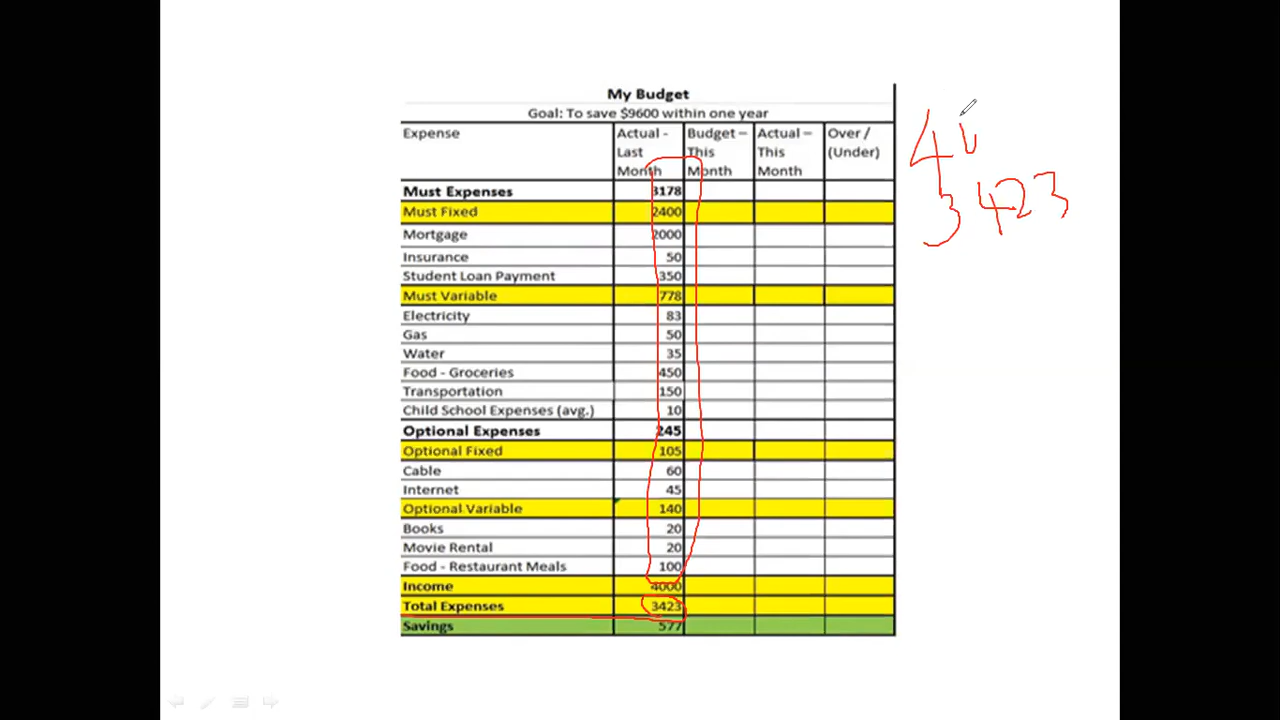 My Budget
Goal: To save $9600 within one year
Expense Actual - Last Month Budget – This Month Actual – This Month Over / (Under)
Must Expenses 3178
Must Fixed 2400
Mortgage 2000
Insurance 50
Student Loan Payment 350
Must Variable 778
Electricity 83
Gas 50
Water 35
Food - Groceries 450
Transportation 150
Child School Expenses (avg.) 10
Optional Expenses 245
Optional Fixed 105
Cable 60
Internet 45
Optional Variable 140
Books 20
Movie Rental 20
Food - Restaurant Meals 100
Income 4000
Total Expenses 3423
Savings 577
4
3423